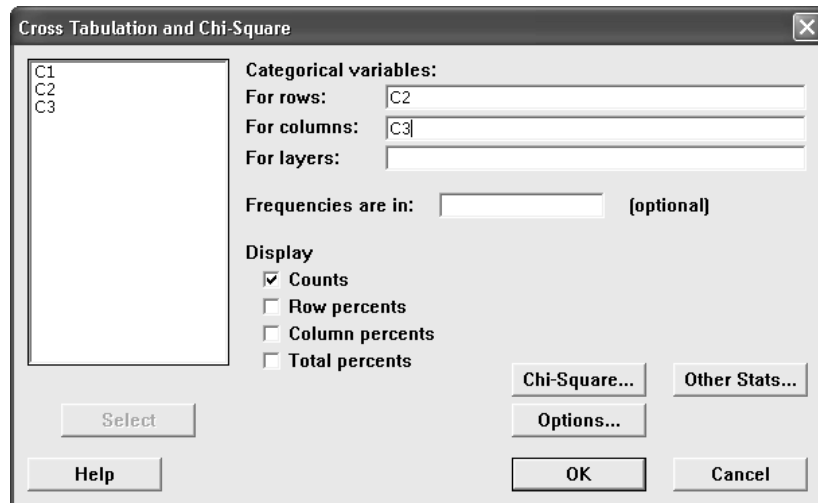 Cross Tabulation and Chi-Square
C1
C2
C3
Categorical variables:
For rows: C2
For columns: C3
For layers:
Frequencies are in: (optional)
Display
Counts
Row percents
Column percents
Total percents
Chi-Square... Other Stats...
Select Options...
Help OK Cancel